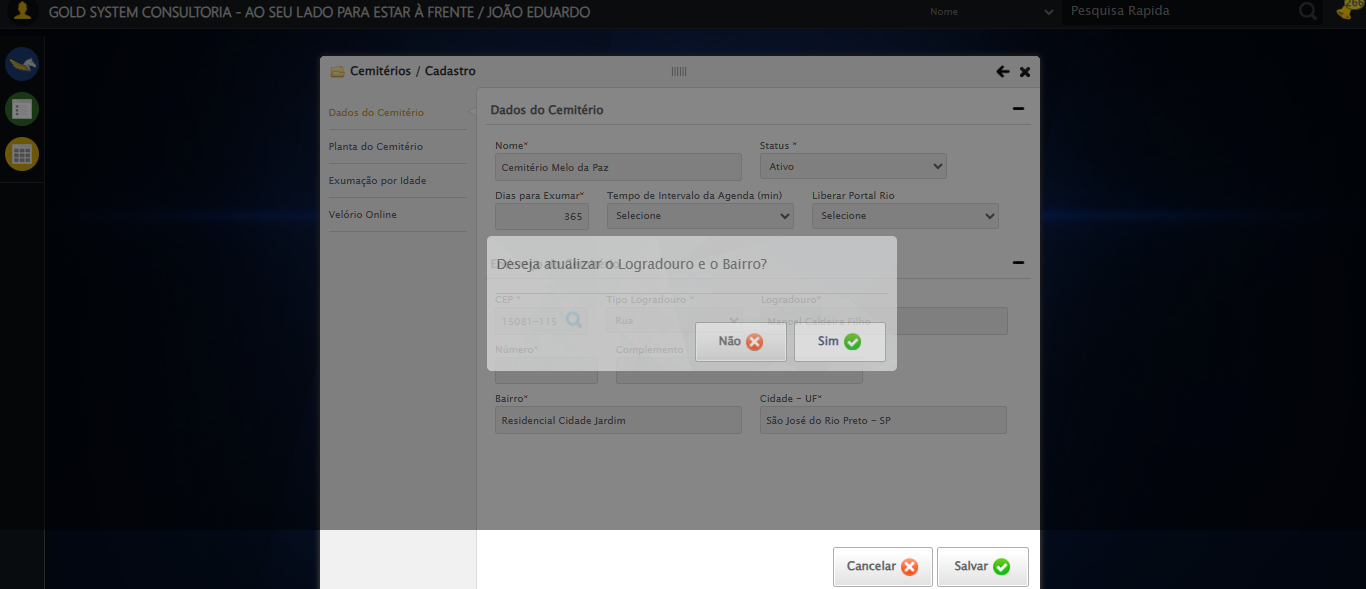 GOLD SYSTEM CONSULTORIA - AO SEU LADO PARA ESTAR À FRENTE / JOÃO EDUARDO
Nome
Pesquisa Rapida
266
Cemitérios / Cadastro
Dados do Cemitério
Planta do Cemitério
Exumação por Idade
Velório Online
Dados do Cemitério
Nome*
Status *
Cemitério Melo da Paz
Ativo
Dias para Exumar*
Tempo de Intervalo da Agenda (min)
Liberar Portal Rio
365
Selecione
Selecione
Deseja atualizar o Logradouro e o Bairro?
CEP *
Tipo Logradouro *
Logradouro*
15081-115
Rua
Manoel Caldeira Filho
Não
Sim
Número*
Complemento
Bairro*
Cidade - UF*
Residencial Cidade Jardim
São José do Rio Preto - SP
Cancelar
Salvar